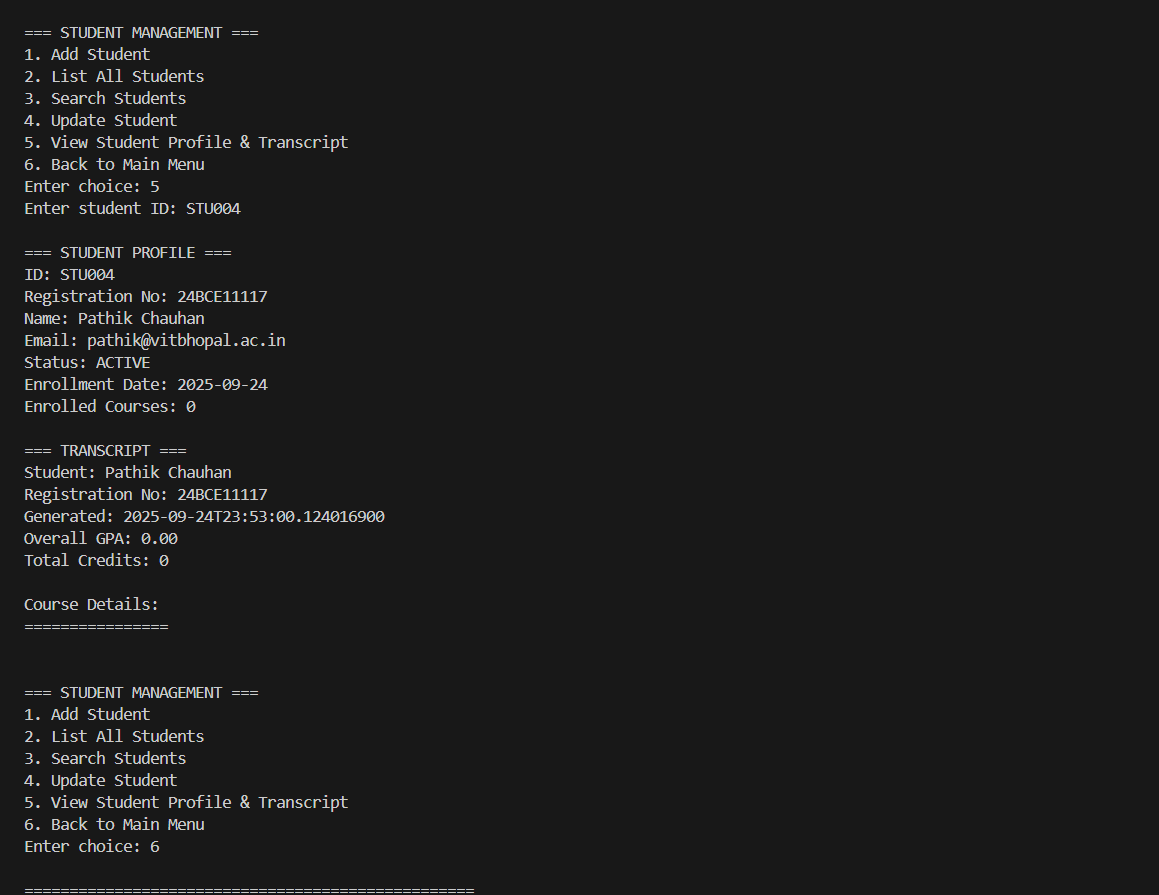 === STUDENT MANAGEMENT ===
1. Add Student
2. List All Students
3. Search Students
4. Update Student
5. View Student Profile & Transcript
6. Back to Main Menu
Enter choice: 5
Enter student ID: STU004
=== STUDENT PROFILE ===
ID: STU004
Registration No: 24BCE11117
Name: Pathik Chauhan
Email: pathik@vitbhopal.ac.in
Status: ACTIVE
Enrollment Date: 2025-09-24
Enrolled Courses: 0
=== TRANSCRIPT ===
Student: Pathik Chauhan
Registration No: 24BCE11117
Generated: 2025-09-24T23:53:00.124016900
Overall GPA: 0.00
Total Credits: 0
Course Details:
================
=== STUDENT MANAGEMENT ===
1. Add Student
2. List All Students
3. Search Students
4. Update Student
5. View Student Profile & Transcript
6. Back to Main Menu
Enter choice: 6
==================================================